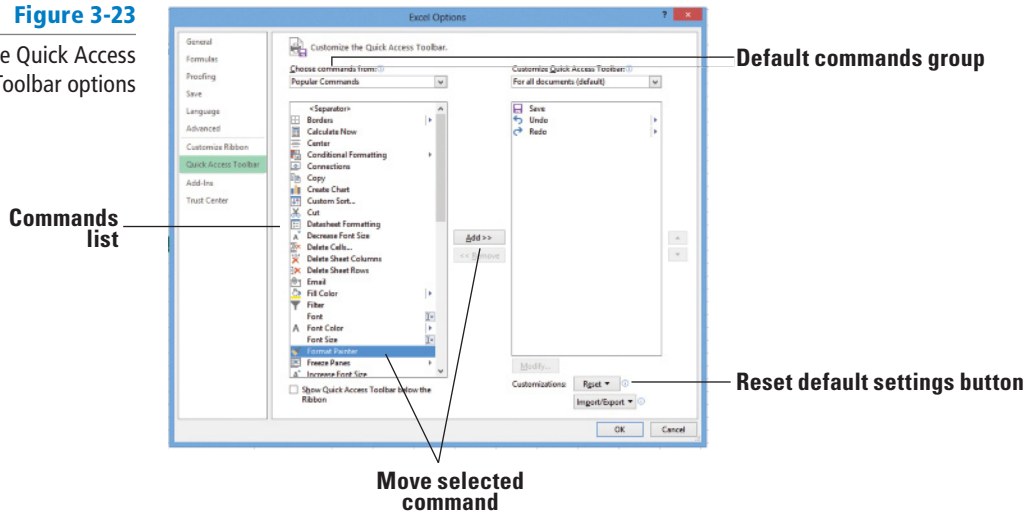 Figure 3-23
e Quick Access
Toolbar options
Excel Options
?
×
General
Formulas
Proofing
Save
Language
Advanced
Customize Ribbon
Quick Access Toolbar
Add-Ins
Trust Center
Customize the Quick Access Toolbar.
Choose commands from:
Popular Commands
<Separator>
Borders
Calculate Now
Center
Conditional Formatting
Connections
Copy
Create Chart
Custom Sort...
Cut
Datasheet Formatting
Decrease Font Size
Delete Cells...
Delete Sheet Columns
Delete Sheet Rows
Email
Fill Color
Filter
Font
Font Color
Font Size
Format Painter
Freeze Panes
Increase Font Size
Show Quick Access Toolbar below the
Ribbon
Add >>
<< Remove
Customize Quick Access Toolbar:
For all documents (default)
Save
Undo
Redo
Modify...
Customizations:
Reset
Import/Export
OK
Cancel
Default commands group
Commands
list
Reset default settings button
Move selected
command